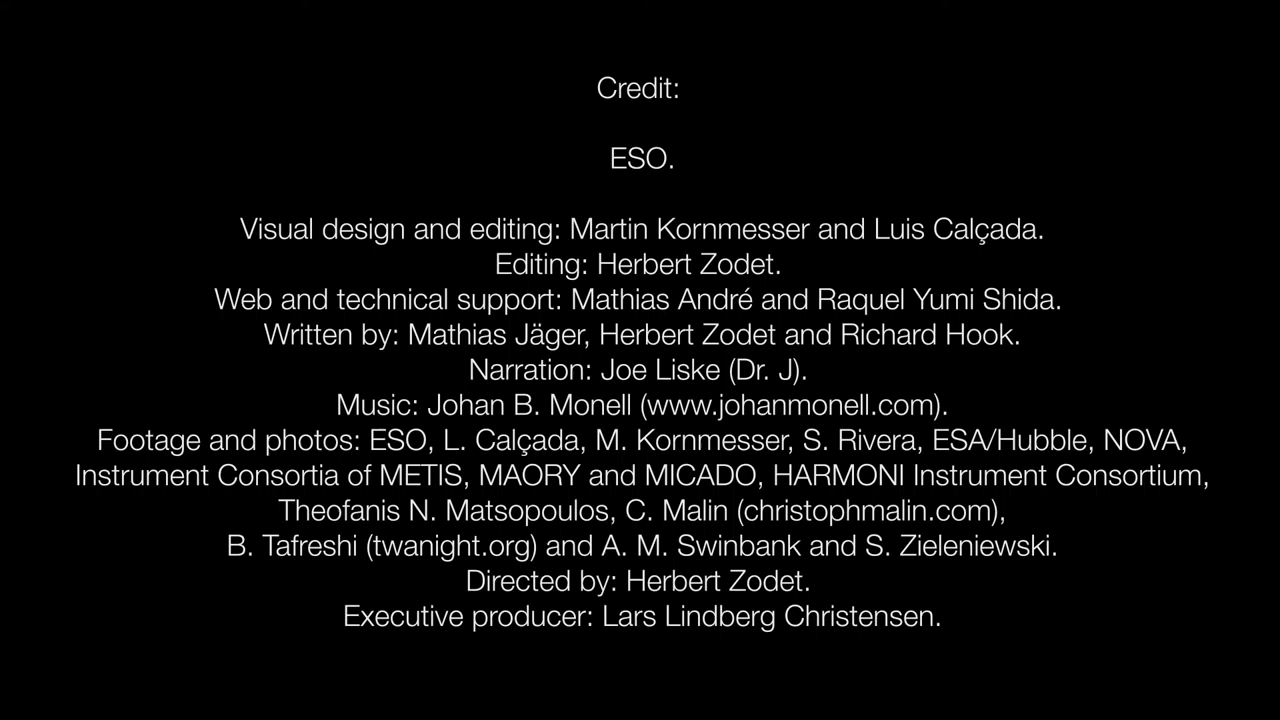 Credit:
ESO.
Visual design and editing: Martin Kornmesser and Luis Calçada.
Editing: Herbert Zodet.
Web and technical support: Mathias André and Raquel Yumi Shida.
Written by: Mathias Jäger, Herbert Zodet and Richard Hook.
Narration: Joe Liske (Dr. J).
Music: Johan B. Monell (www.johanmonell.com).
Footage and photos: ESO, L. Calçada, M. Kornmesser, S. Rivera, ESA/Hubble, NOVA,
Instrument Consortia of METIS, MAORY and MICADO, HARMONI Instrument Consortium,
Theofanis N. Matsopoulos, C. Malin (christophmalin.com),
B. Tafreshi (twanight.org) and A. M. Swinbank and S. Zieleniewski.
Directed by: Herbert Zodet.
Executive producer: Lars Lindberg Christensen.